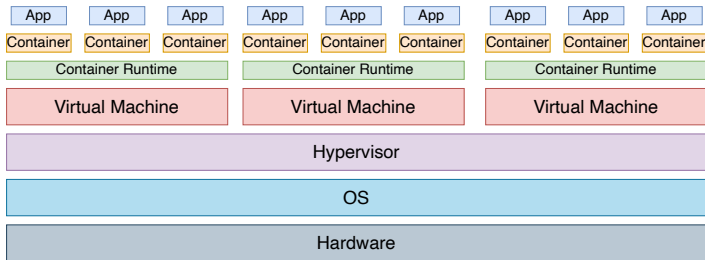 App App App App App App App App App
Container Container Container Container Container Container Container Container Container
Container Runtime Container Runtime Container Runtime
Virtual Machine Virtual Machine Virtual Machine
Hypervisor
OS
Hardware